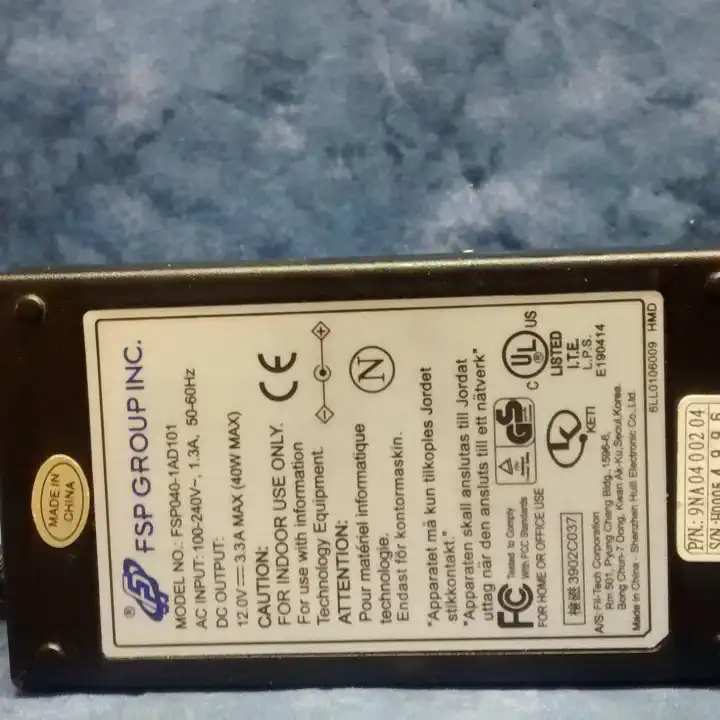 MADE IN
CHINA
® FSP GROUP INC.
MODEL NO.: FSP040-1AD101
AC INPUT: 100-240V~, 1.3A, 50-60Hz
DC OUTPUT:
12.0V⎓3.3A MAX (40W MAX)
CAUTION:
FOR INDOOR USE ONLY.
For use with information
Technology Equipment.
ATTENTION:
Pour matériel informatique
technologie.
Endast för kontormaskin.
CE
N
"Apparatet må kun tilkoples Jordet
stikkontakt."
"Apparaten skall anslutas till Jordat
uttag när den ansluts till ett nätverk"
FC Tested to Comply
With FCC Standards
FOR HOME OR OFFICE USE
GS
C UL ® US
LISTED
I.T.E.
L.P.S.
E190414
KETI
3902C037
A/S: Fil-Tech Corporation
Rm 501, Pyung Chang Bldg., 1596-6,
Bong Chun-7 Dong, Kwan Ak-Ku, Seoul, Korea.
Made in China - Shenzhen Huili Electronic Co.,Ltd.
6LL0106009 HMD
P/N.: 9NA0400204